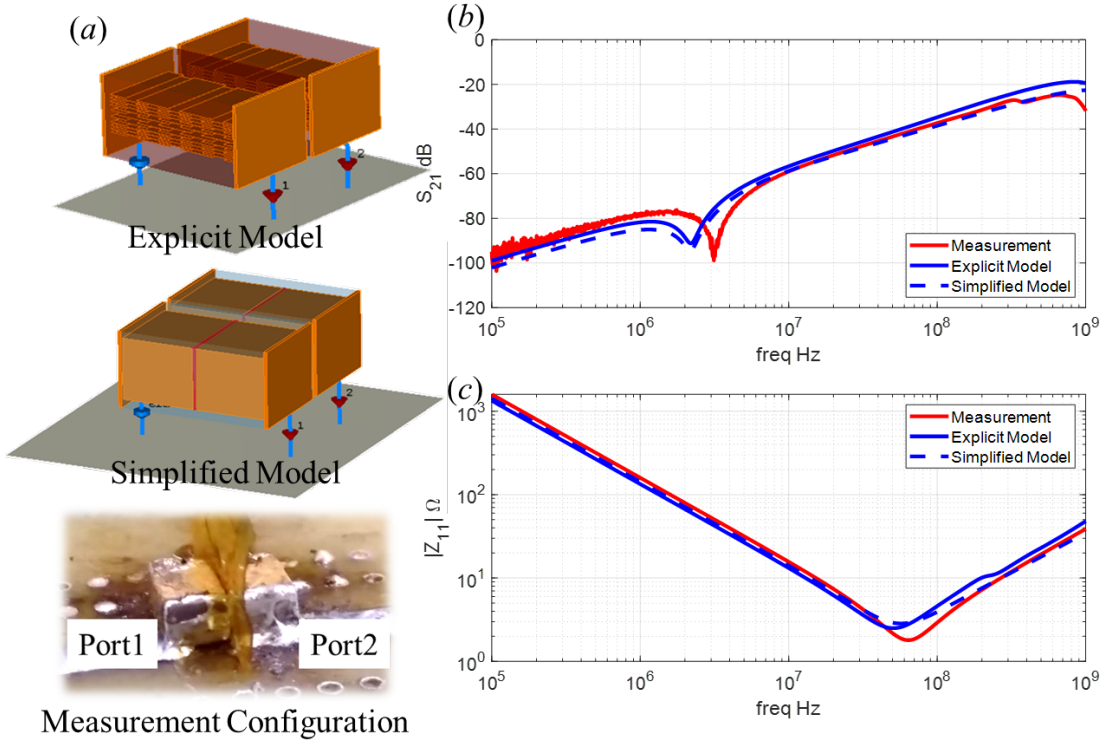 (a)
1
2
Explicit Model
1
2
Simplified Model
Port1
Port2
Measurement Configuration
(b)
S21 dB
0
-20
-40
-60
-80
-100
-120
10^5
10^6
10^7
10^8
10^9
freq Hz
Measurement
Explicit Model
Simplified Model
(c)
|Z11| Ω
10^3
10^2
10^1
10^0
10^5
10^6
10^7
10^8
10^9
freq Hz
Measurement
Explicit Model
Simplified Model